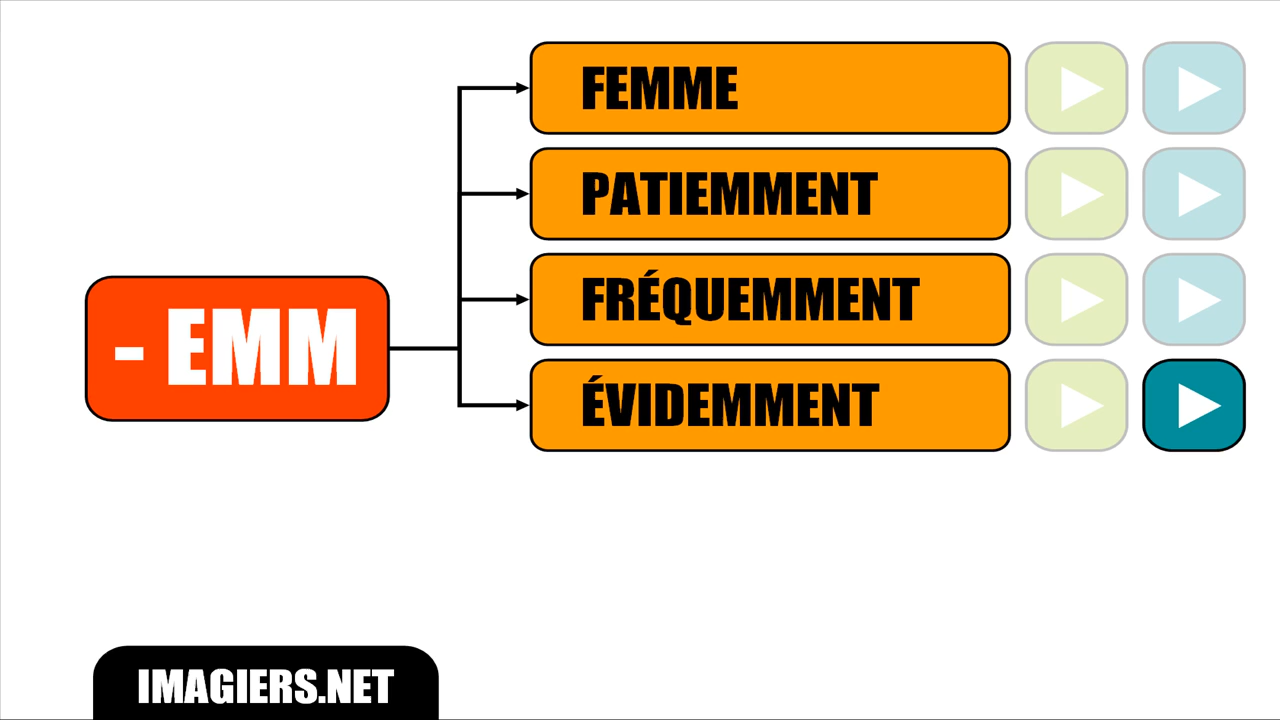 FEMME
PATIEMMENT
- EMM
FRÉQUEMMENT
ÉVIDEMMENT
IMAGIERS.NET